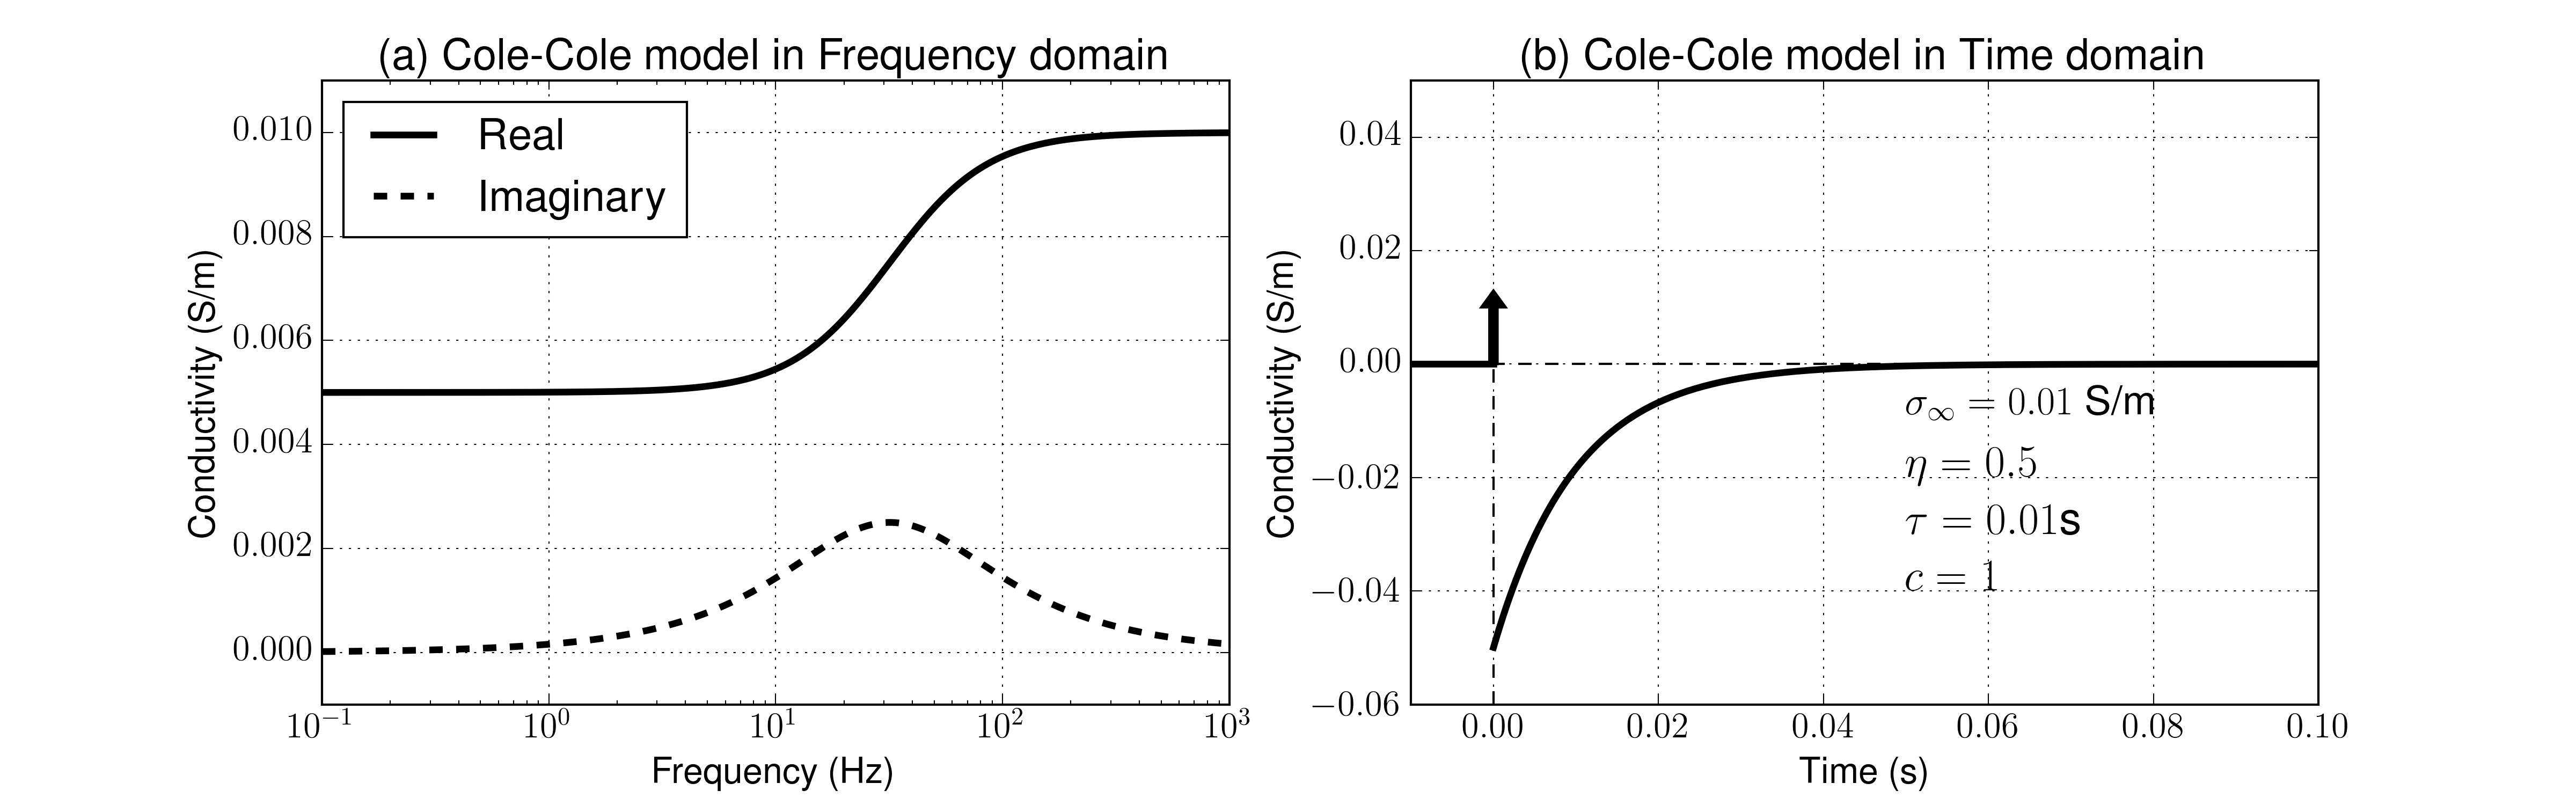 (a) Cole-Cole model in Frequency domain
Real
Imaginary
0.010
0.008
0.006
0.004
0.002
0.000
Conductivity (S/m)
10⁻¹ 10⁰ 10¹ 10² 10³
Frequency (Hz)
(b) Cole-Cole model in Time domain
0.04
0.02
0.00
−0.02
−0.04
−0.06
Conductivity (S/m)
σ∞ = 0.01 S/m
η = 0.5
τ = 0.01s
c = 1
0.00 0.02 0.04 0.06 0.08 0.10
Time (s)